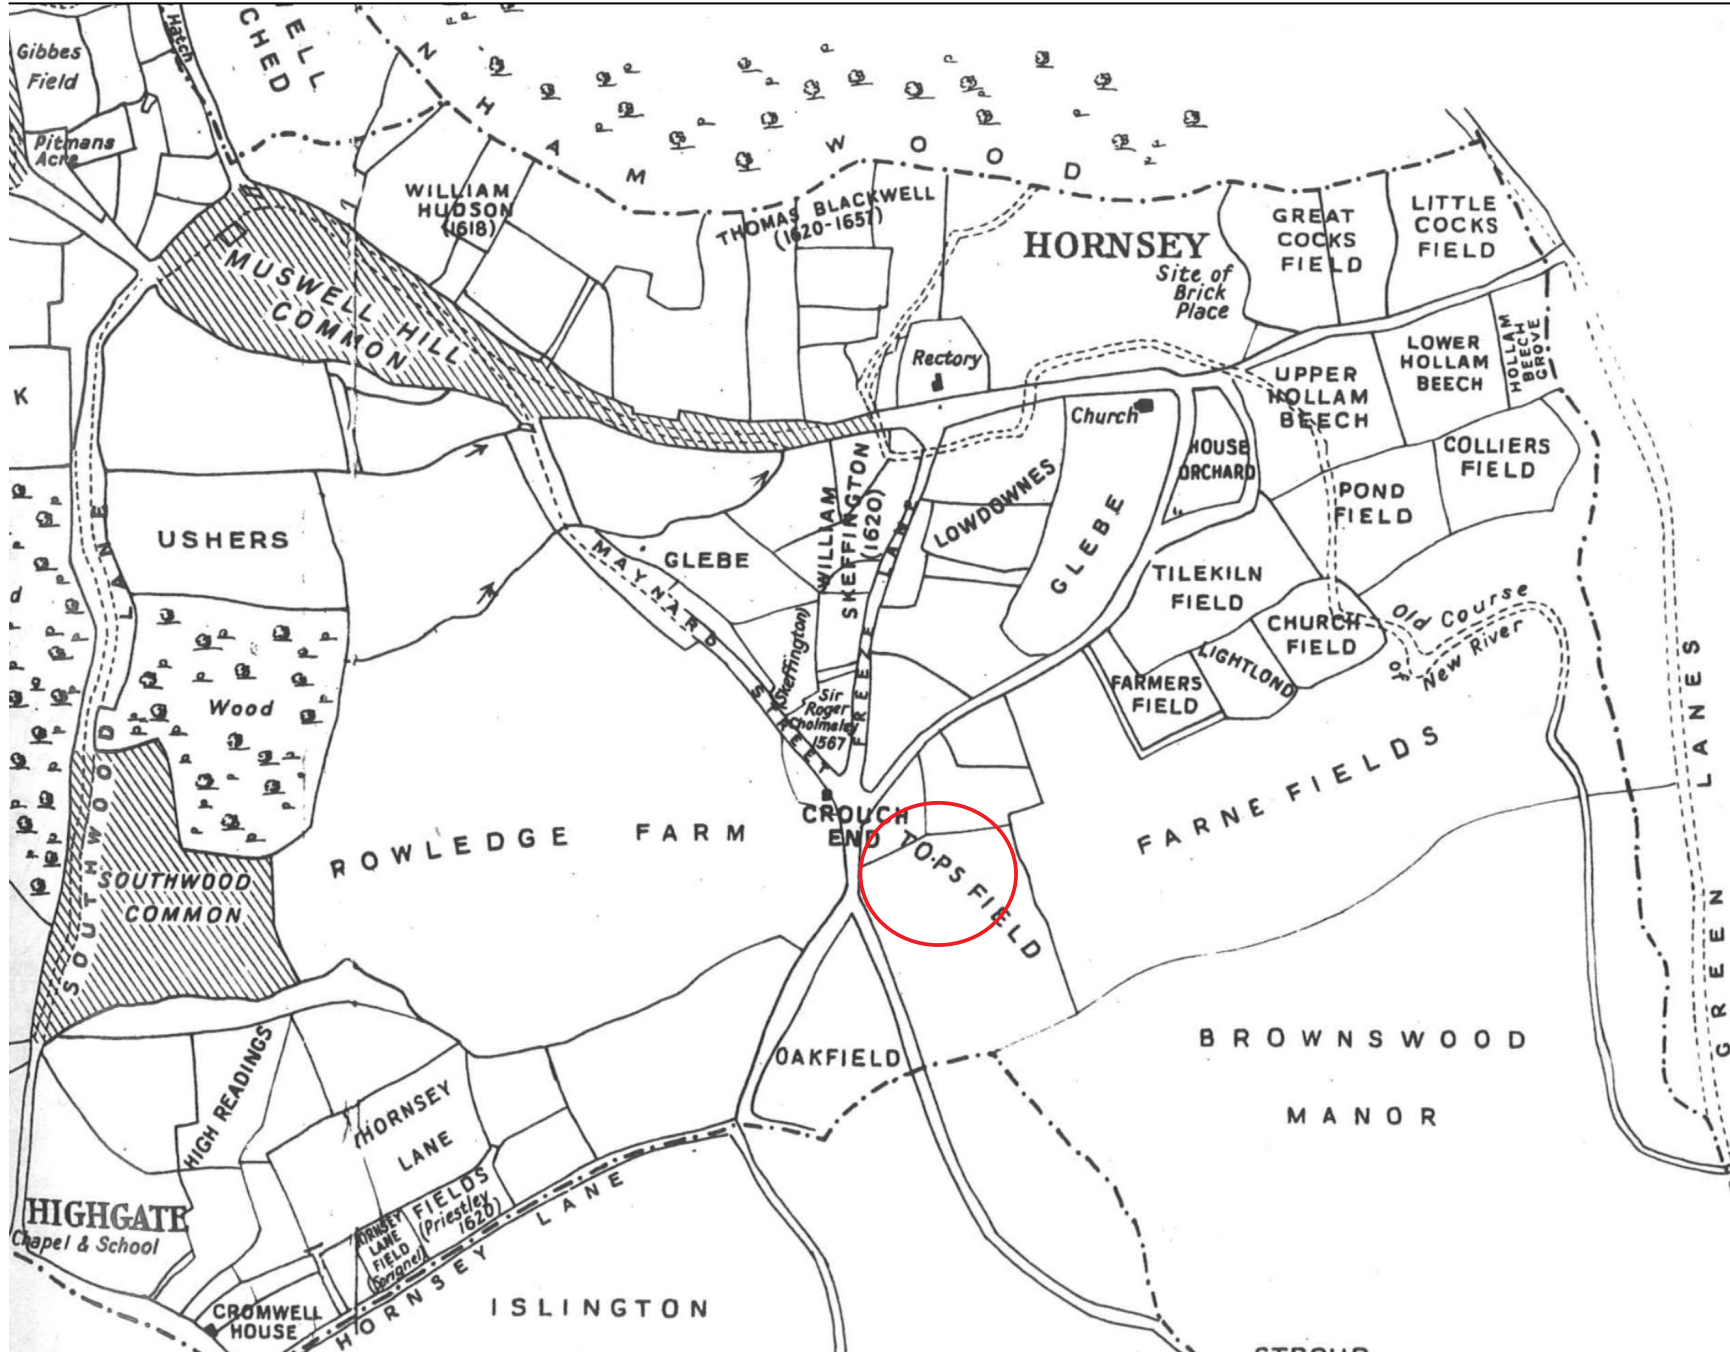 Gibbes
Field
Pitmans
Acre
Hatch
ELL
CHED
NHAM WOOD
WILLIAM
HUDSON
(1618)
THOMAS BLACKWELL
(1620-1657)
HORNSEY
Site of
Brick
Place
GREAT
COCKS
FIELD
LITTLE
COCKS
FIELD
MUSWELL HILL
COMMON
Rectory
Church
HOUSE
ORCHARD
UPPER
HOLLAM
BEECH
LOWER
HOLLAM
BEECH
HOLLAM
BEECH
GROVE
COLLIERS
FIELD
POND
FIELD
K
USHERS
GLEBE
MAYNARD STREET
WILLIAM
SKEFFINGTON
(1620)
(Skeffington)
LOWDOWNES
GLEBE
TILEKILN
FIELD
CHURCH
FIELD
LIGHTLOND
FARMERS
FIELD
Old Course
of New River
Sir
Roger
Cholmeley
1567
FREEZE LAND
d
Wood
SOUTHWOOD LANE
SOUTHWOOD
COMMON
ROWLEDGE FARM
CROUCH
END
TOPS FIELD
FARNE FIELDS
GREEN LANES
OAKFIELD
BROWNSWOOD
MANOR
HIGH READINGS
HORNSEY
LANE
FIELDS
(Priestley
1620)
HORNSEY
LANE
FIELD
(Sprignel)
HORNSEY LANE
HIGHGATE
Chapel & School
CROMWELL
HOUSE
ISLINGTON
STROUD